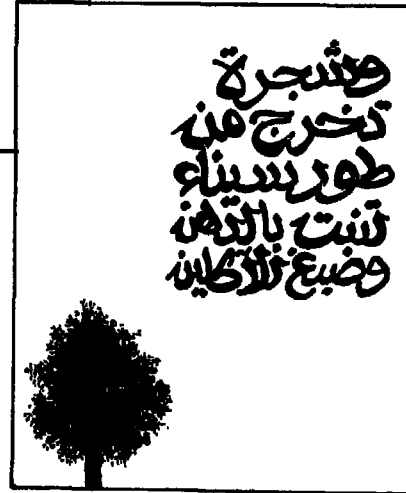 وشجرة
تخرج من
طور سيناء
تنبت بالدهن
وصبغ للآكلين